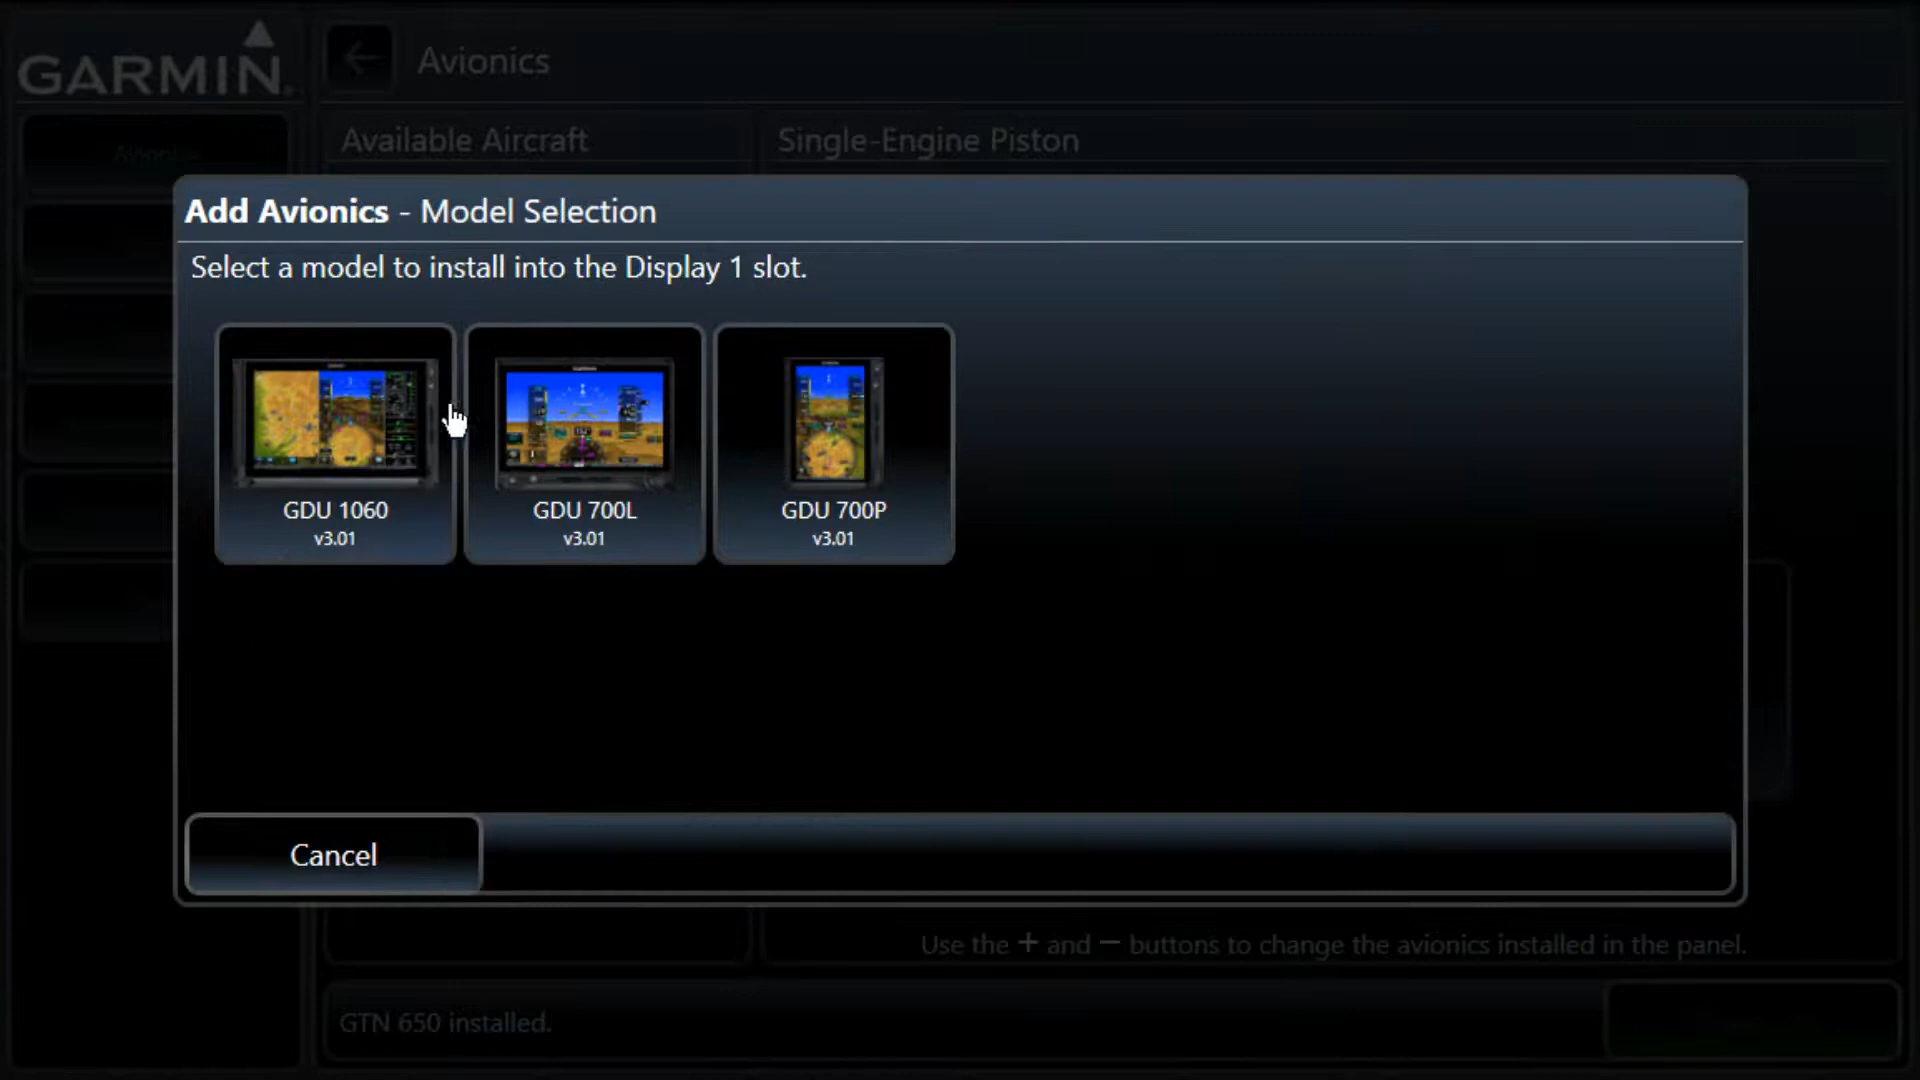 GARMIN
Avionics
Available Aircraft
Single-Engine Piston
Add Avionics - Model Selection
Select a model to install into the Display 1 slot.
GDU 1060
v3.01
GDU 700L
v3.01
GDU 700P
v3.01
Cancel
Use the + and − buttons to change the avionics installed in the panel.
GTN 650 installed.